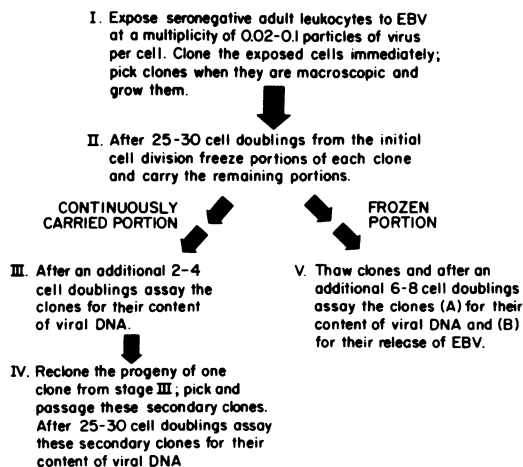 I. Expose seronegative adult leukocytes to EBV
at a multiplicity of 0.02-0.1 particles of virus
per cell. Clone the exposed cells immediately;
pick clones when they are macroscopic and
grow them.
II. After 25-30 cell doublings from the initial
cell division freeze portions of each clone
and carry the remaining portions.
CONTINUOUSLY
CARRIED PORTION
FROZEN
PORTION
III. After an additional 2-4
cell doublings assay the
clones for their content
of viral DNA.
V. Thaw clones and after an
additional 6-8 cell doublings
assay the clones (A) for their
content of viral DNA and (B)
for their release of EBV.
IV. Reclone the progeny of one
clone from stage III; pick and
passage these secondary clones.
After 25-30 cell doublings assay
these secondary clones for their
content of viral DNA